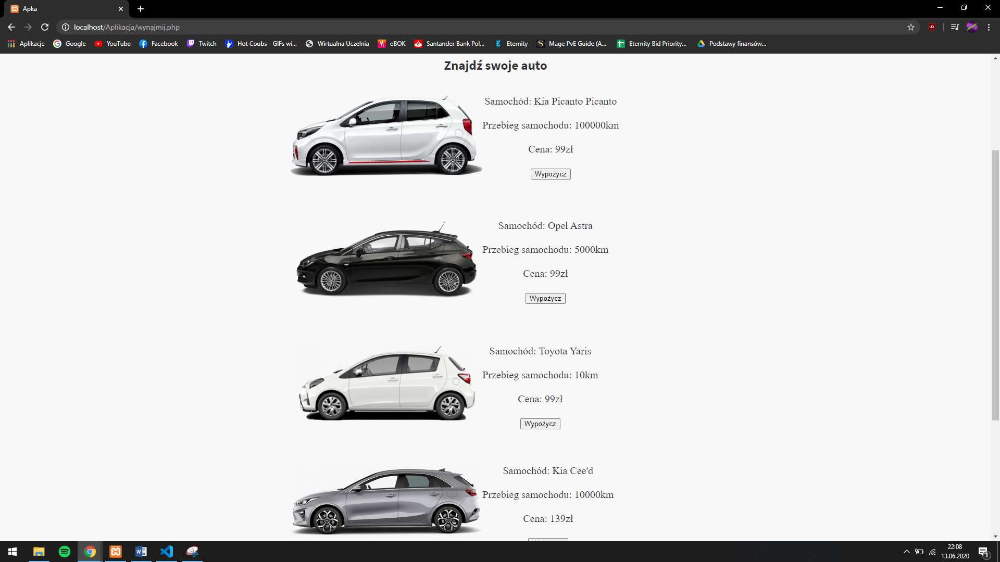 Apka
localhost/Aplikacja/wynajmij.php
Aplikacje Google YouTube Facebook Twitch Hot Coubs - GIFs wi... Wirtualna Uczelnia eBOK Santander Bank Pol... Eternity Mage PvE Guide (A... Eternity Bid Priority... Podstawy finansów...
Znajdź swoje auto
Samochód: Kia Picanto Picanto
Przebieg samochodu: 100000km
Cena: 99zł
Wypożycz
Samochód: Opel Astra
Przebieg samochodu: 5000km
Cena: 99zł
Wypożycz
Samochód: Toyota Yaris
Przebieg samochodu: 10km
Cena: 99zł
Wypożycz
Samochód: Kia Cee'd
Przebieg samochodu: 10000km
Cena: 139zł
22:08
13.06.2020
1